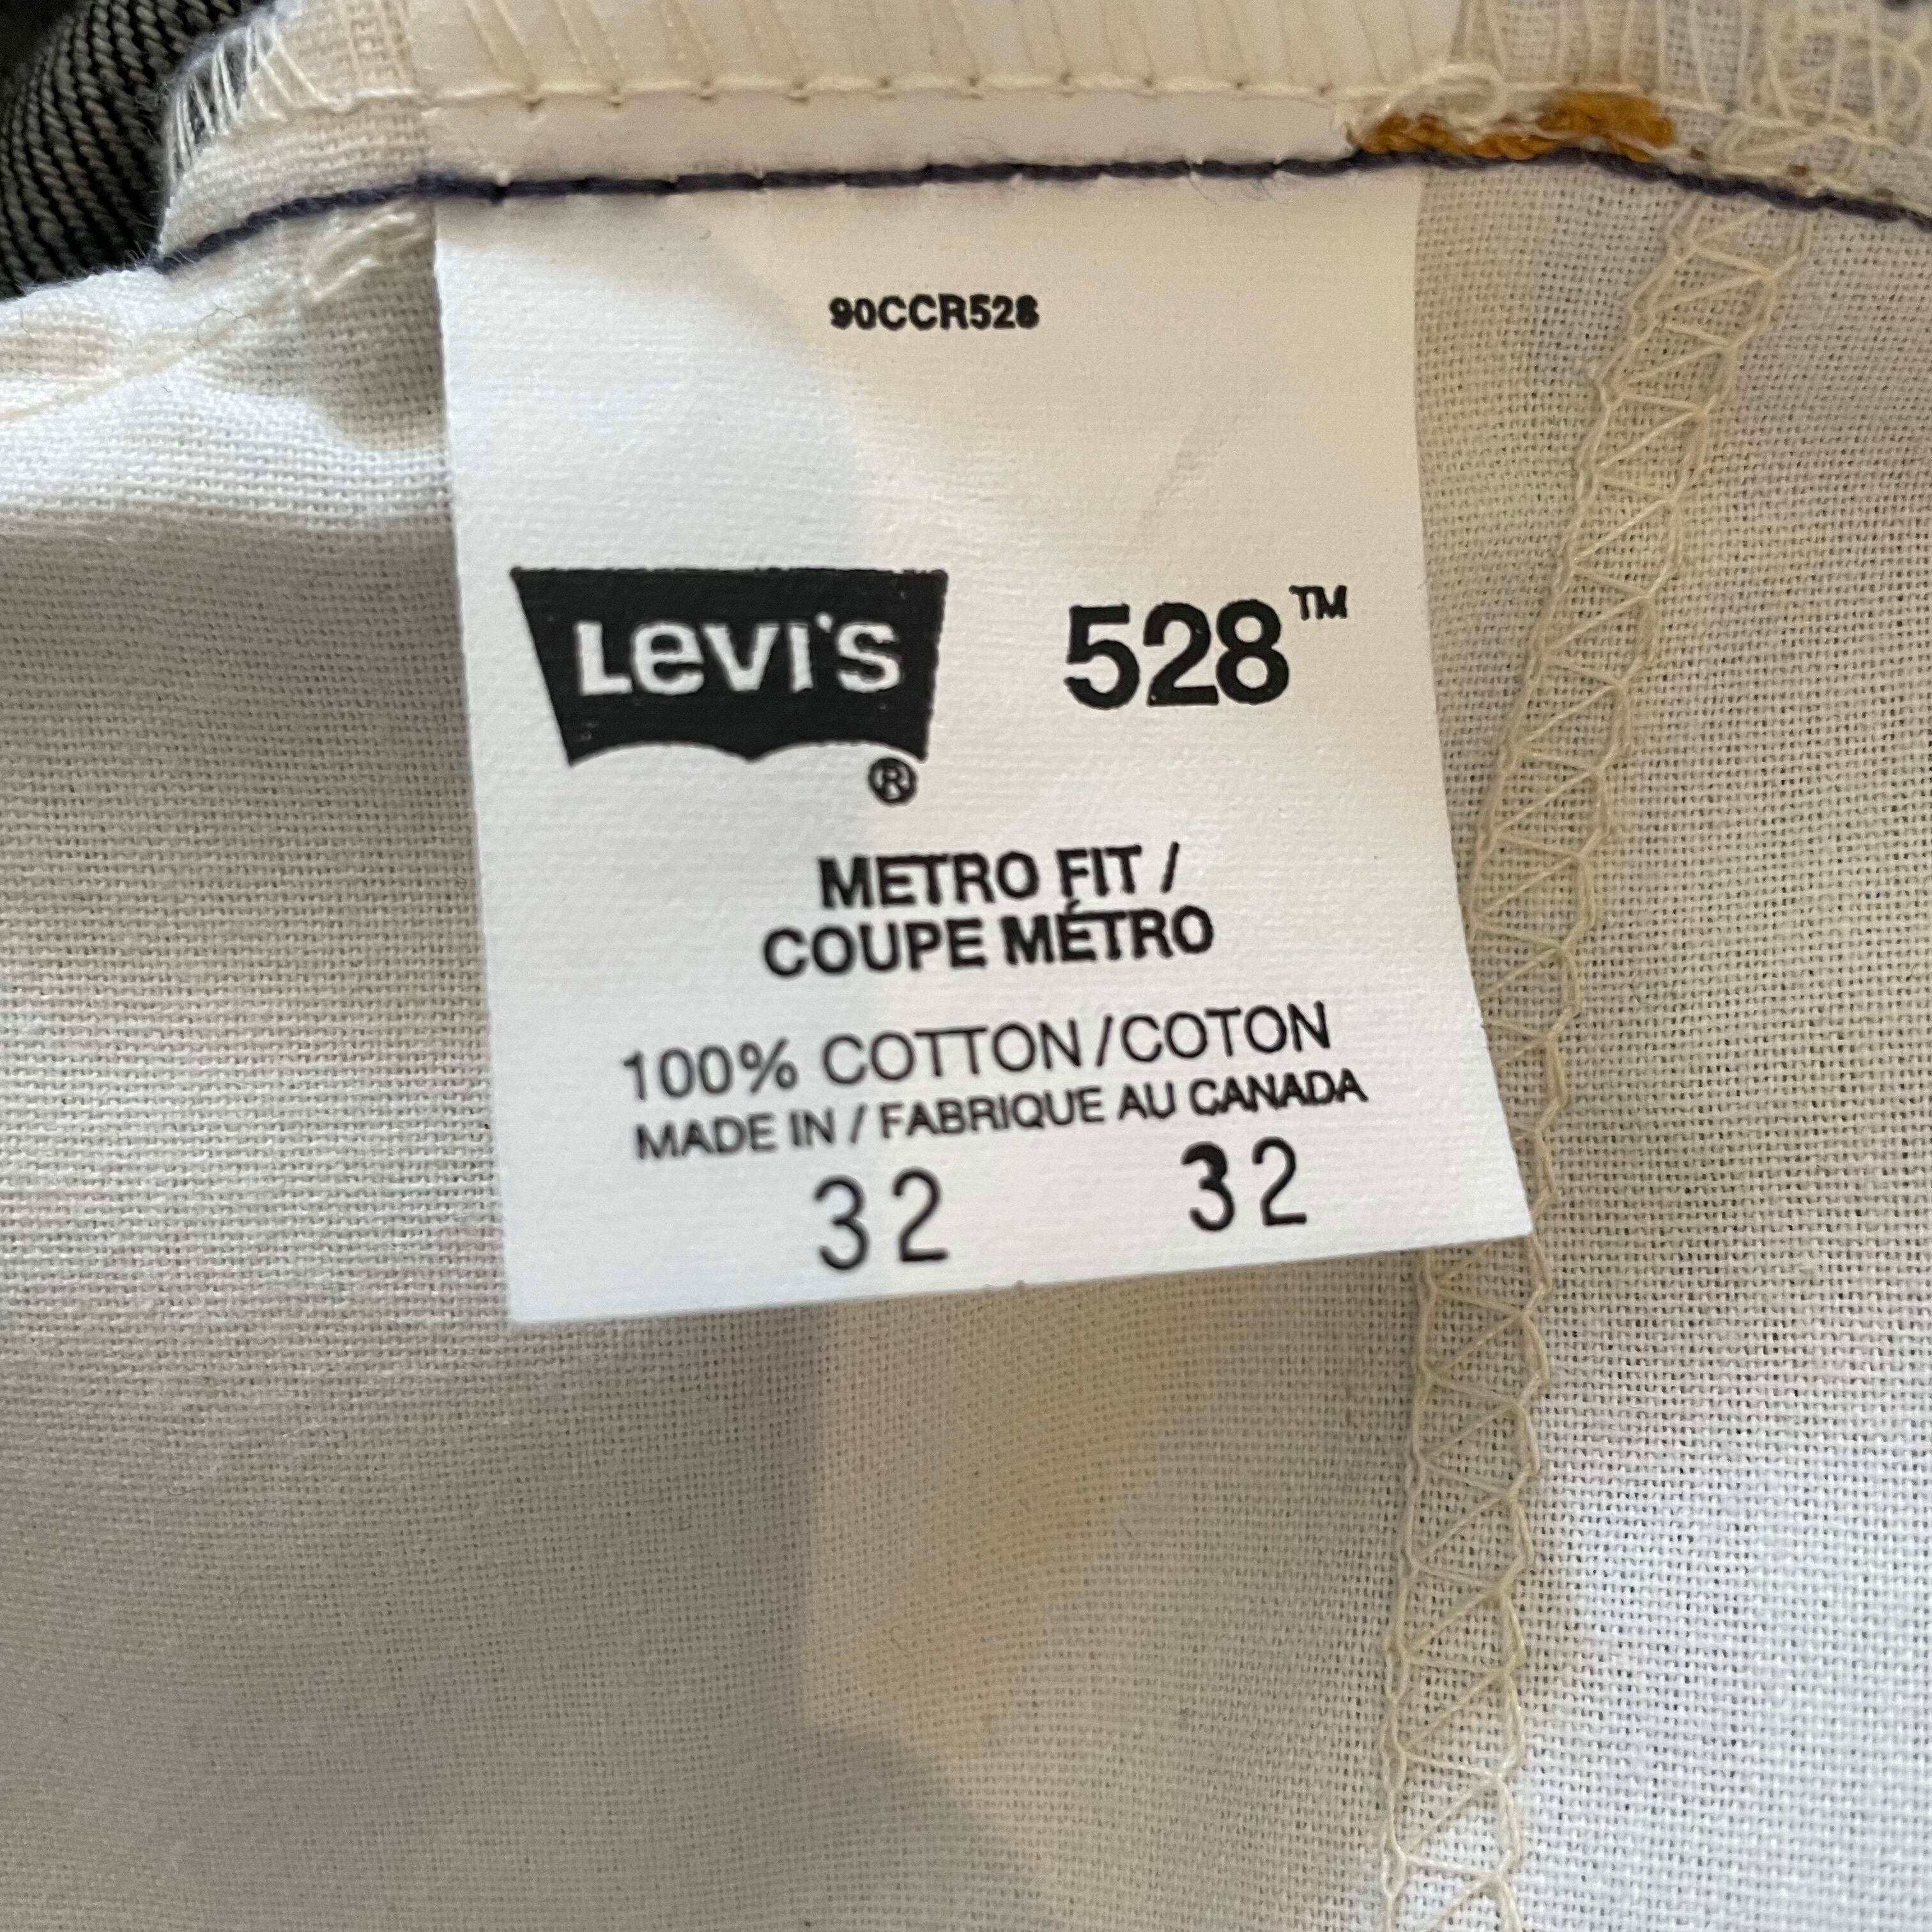 90CCR528
Levi's 528™
®
METRO FIT /
COUPE MÉTRO
100% COTTON / COTON
MADE IN / FABRIQUE AU CANADA
32 32